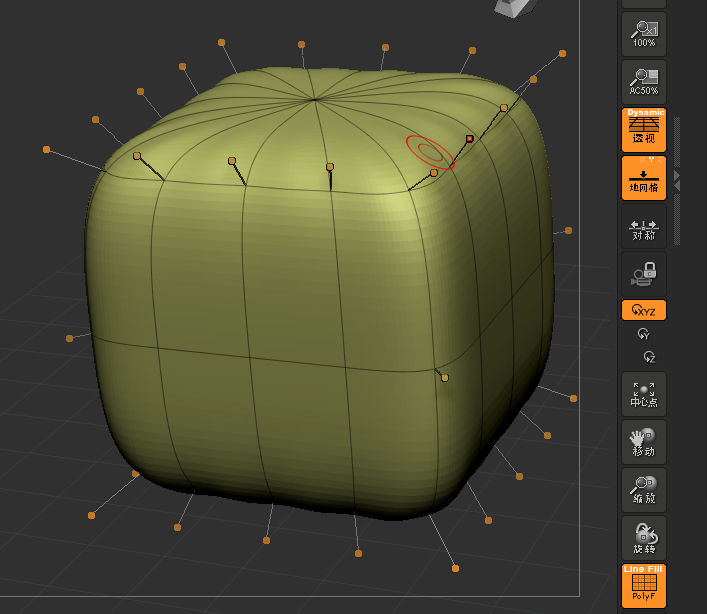 x1
100%
AC50%
Dynamic
透视
地网格
对称
XYZ
Y
Z
中心点
移动
缩放
旋转
Line Fill
PolyF